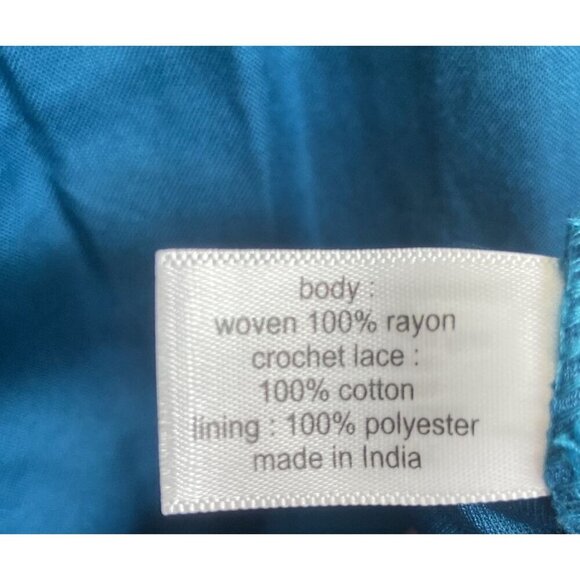 body :
woven 100% rayon
crochet lace :
100% cotton
lining : 100% polyester
made in India